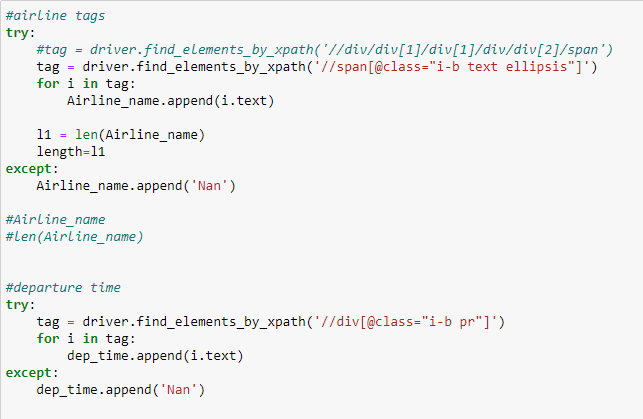 #airline tags
try:
    #tag = driver.find_elements_by_xpath('//div/div[1]/div[1]/div/div[2]/span')
    tag = driver.find_elements_by_xpath('//span[@class="i-b text ellipsis"]')
    for i in tag:
        Airline_name.append(i.text)

    l1 = len(Airline_name)
    length=l1
except:
    Airline_name.append('Nan')

#Airline_name
#len(Airline_name)


#departure time
try:
    tag = driver.find_elements_by_xpath('//div[@class="i-b pr"]')
    for i in tag:
        dep_time.append(i.text)
except:
    dep_time.append('Nan')